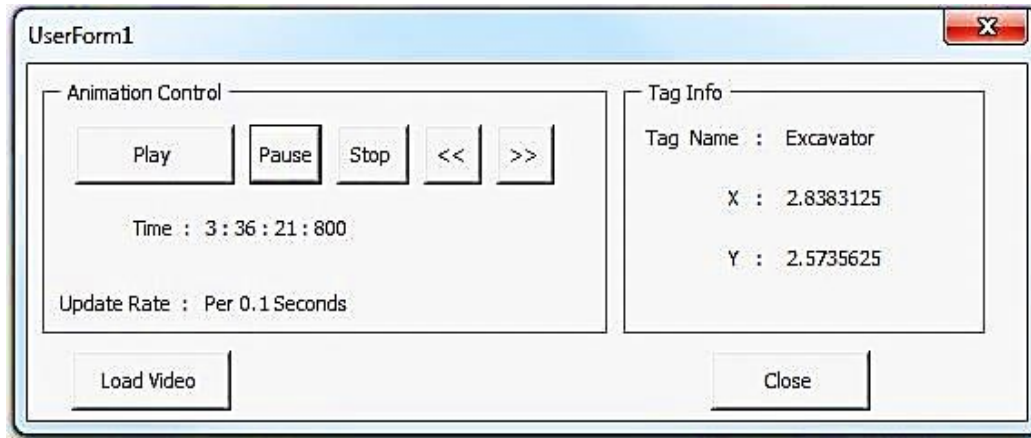 UserForm1
X
Animation Control
Play Pause Stop << >>
Time : 3 : 36 : 21 : 800
Update Rate : Per 0.1 Seconds
Tag Info
Tag Name : Excavator
X : 2.8383125
Y : 2.5735625
Load Video
Close